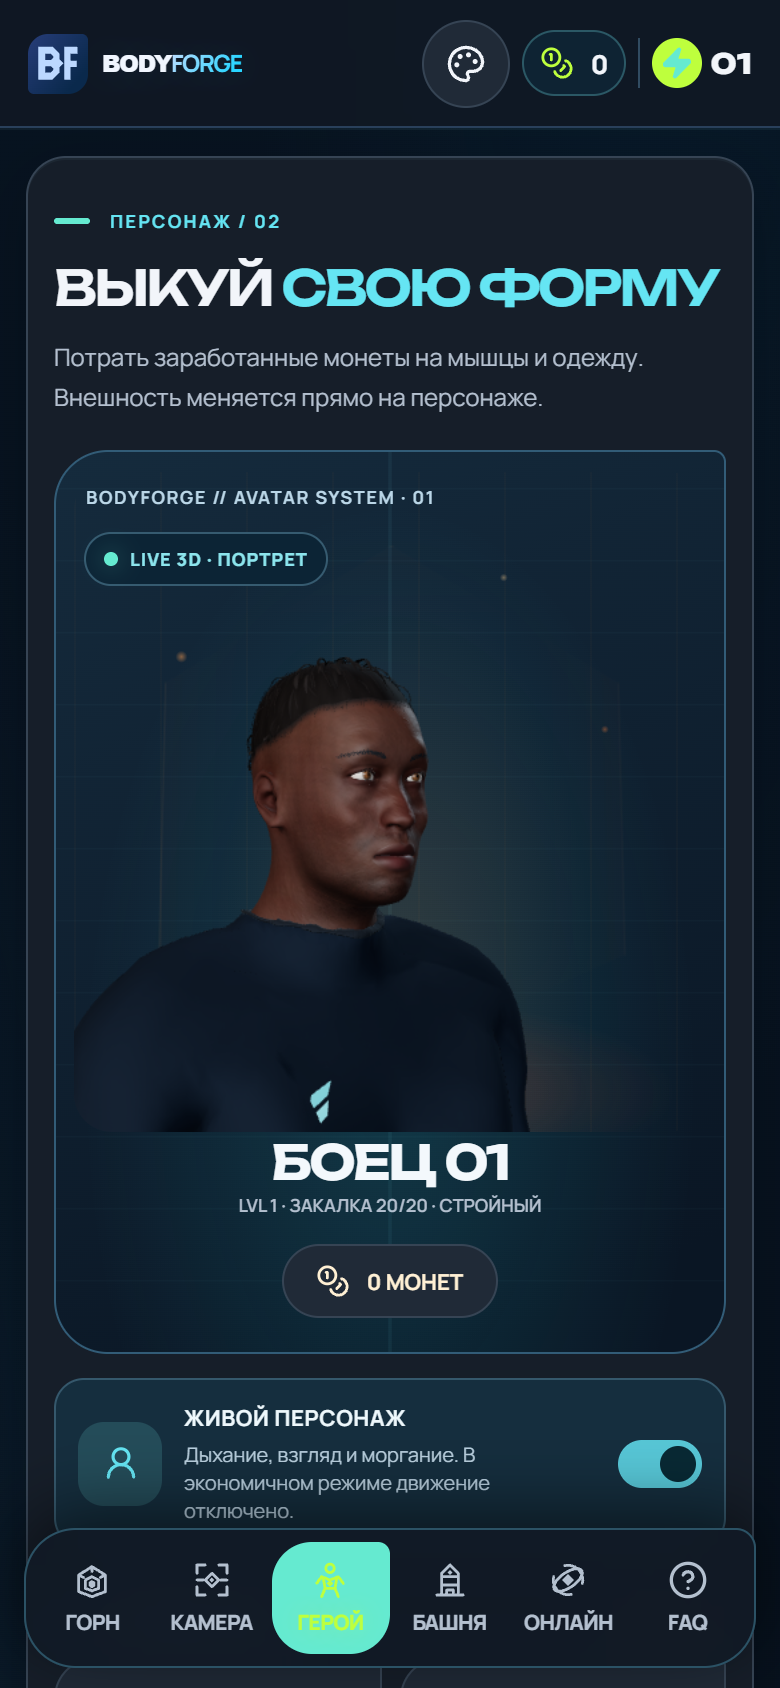 BF BODYFORGE 0 01
ПЕРСОНАЖ / 02
ВЫКУЙ СВОЮ ФОРМУ
Потрать заработанные монеты на мышцы и одежду.
Внешность меняется прямо на персонаже.
BODYFORGE // AVATAR SYSTEM · 01
LIVE 3D · ПОРТРЕТ
БОЕЦ 01
LVL 1 · ЗАКАЛКА 20/20 · СТРОЙНЫЙ
0 МОНЕТ
ЖИВОЙ ПЕРСОНАЖ
Дыхание, взгляд и моргание. В
экономичном режиме движение
отключено.
ГОРН КАМЕРА ГЕРОЙ БАШНЯ ОНЛАЙН FAQ